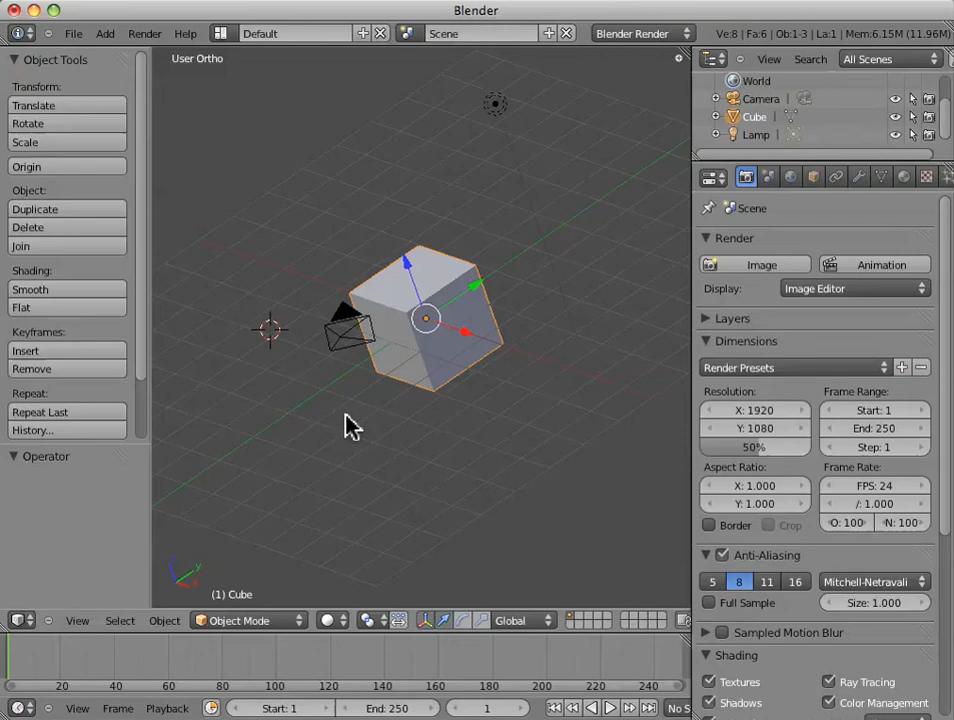 Blender
File Add Render Help Default Scene Blender Render Ve:8 | Fa:6 | Ob:1-3 | La:1 | Mem:6.15M (11.96M)
Object Tools
Transform:
Translate
Rotate
Scale
Origin
Object:
Duplicate
Delete
Join
Shading:
Smooth
Flat
Keyframes:
Insert
Remove
Repeat:
Repeat Last
History...
Operator
User Ortho
(1) Cube
View Select Object Object Mode Global
20 40 60 80 100 120 140 160 180 200 220 240
View Frame Playback Start: 1 End: 250 1 No S
View Search All Scenes
World
Camera
Cube
Lamp
Scene
Render
Image Animation
Display: Image Editor
Layers
Dimensions
Render Presets
Resolution: Frame Range:
X: 1920 Start: 1
Y: 1080 End: 250
50% Step: 1
Aspect Ratio: Frame Rate:
X: 1.000 FPS: 24
Y: 1.000 /: 1.000
Border Crop O: 100 N: 100
Anti-Aliasing
5 8 11 16 Mitchell-Netravali
Full Sample Size: 1.000
Sampled Motion Blur
Shading
Textures Ray Tracing
Shadows Color Management